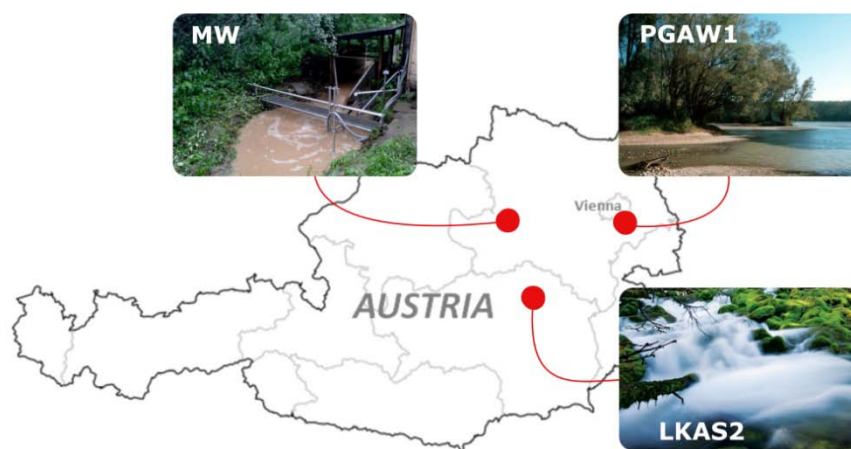 MW
PGAW1
Vienna
AUSTRIA
LKAS2